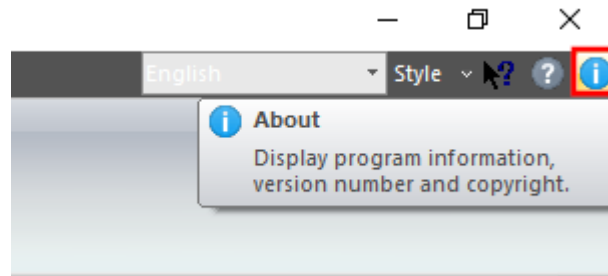 English Style
About
Display program information,
version number and copyright.